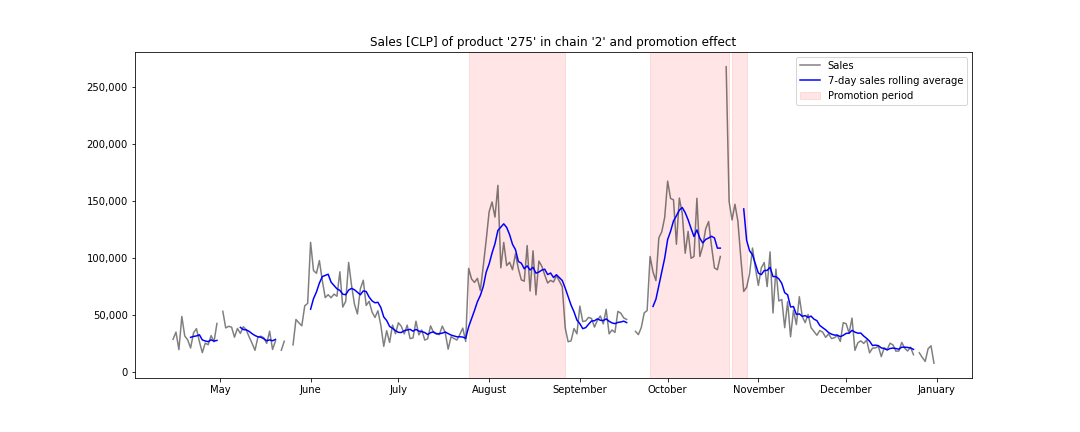 Sales [CLP] of product '275' in chain '2' and promotion effect
Sales
7-day sales rolling average
Promotion period
250,000
200,000
150,000
100,000
50,000
0
May June July August September October November December January